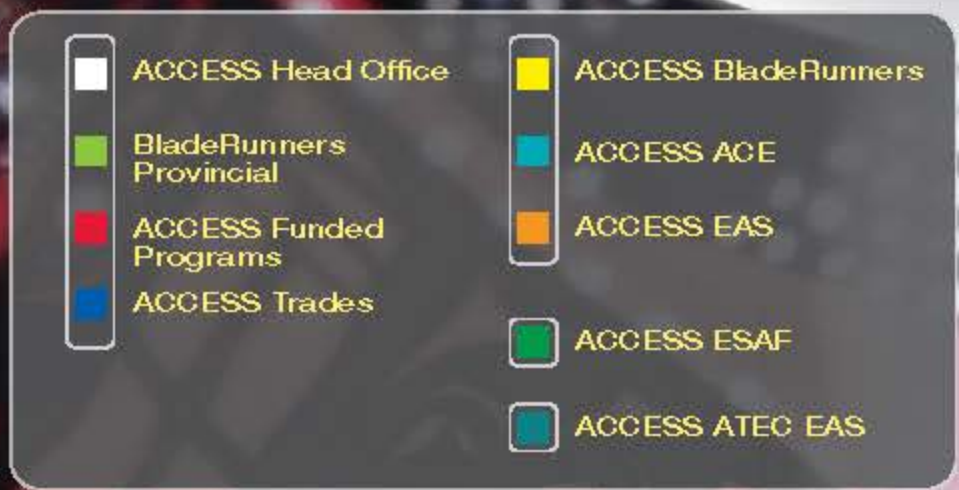 ACCESS Head Office
BladeRunners
Provincial
ACCESS Funded
Programs
ACCESS Trades
ACCESS BladeRunners
ACCESS ACE
ACCESS EAS
ACCESS ESAF
ACCESS ATEC EAS